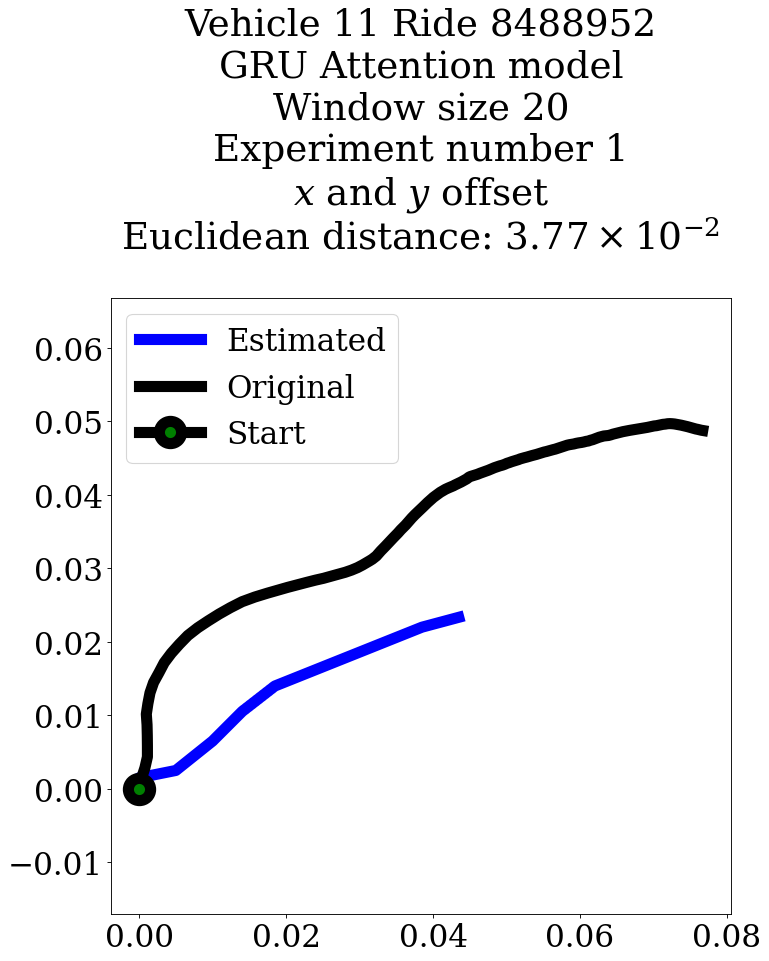 Vehicle 11 Ride 8488952
GRU Attention model
Window size 20
Experiment number 1
x and y offset
Euclidean distance: 3.77 × 10⁻²
Estimated
Original
Start
0.06
0.05
0.04
0.03
0.02
0.01
0.00
−0.01
0.00 0.02 0.04 0.06 0.08